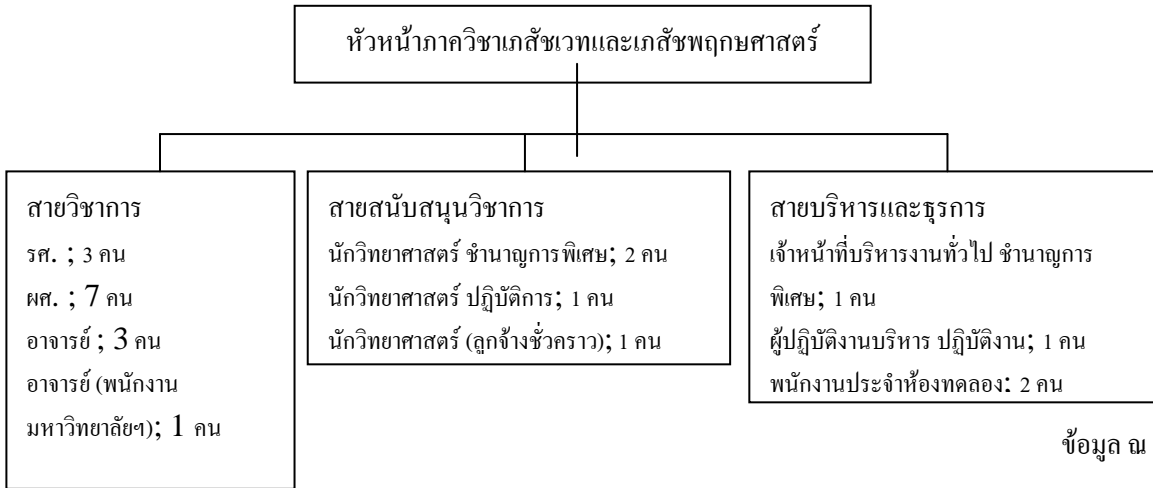 หัวหน้าภาควิชาเภสัชเวทและเภสัชพฤกษศาสตร์
สายวิชาการ
รศ. ; 3 คน
ผศ. ; 7 คน
อาจารย์ ; 3 คน
อาจารย์ (พนักงาน
มหาวิทยาลัยฯ); 1 คน
สายสนับสนุนวิชาการ
นักวิทยาศาสตร์ ชำนาญการพิเศษ; 2 คน
นักวิทยาศาสตร์ ปฏิบัติการ; 1 คน
นักวิทยาศาสตร์ (ลูกจ้างชั่วคราว); 1 คน
สายบริหารและธุรการ
เจ้าหน้าที่บริหารงานทั่วไป ชำนาญการ
พิเศษ; 1 คน
ผู้ปฏิบัติงานบริหาร ปฏิบัติงาน; 1 คน
พนักงานประจำห้องทดลอง: 2 คน
ข้อมูล ณ